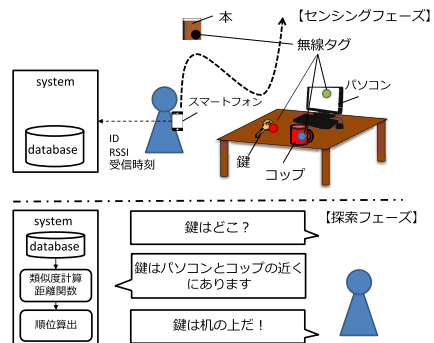 【センシングフェーズ】
本
無線タグ
system
パソコン
スマートフォン
database
ID
RSSI
受信時刻
鍵
コップ
【探索フェーズ】
system
鍵はどこ？
database
類似度計算
距離関数
鍵はパソコンとコップの近く
にあります
順位算出
鍵は机の上だ！